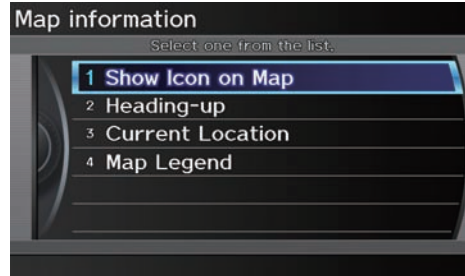 Map information
Select one from the list.
1 Show Icon on Map
2 Heading-up
3 Current Location
4 Map Legend